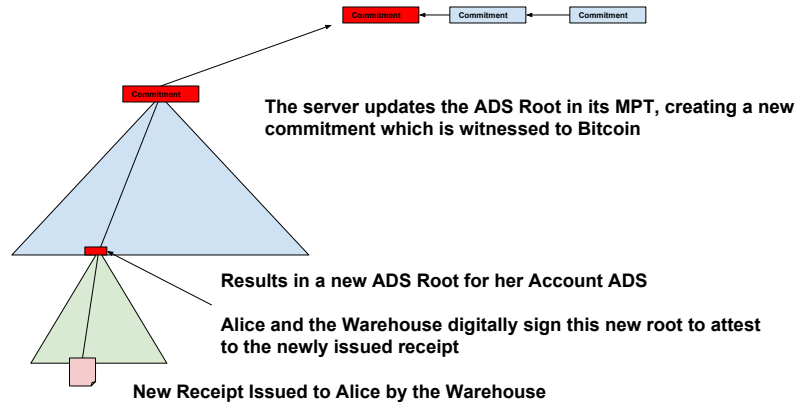 Commitment
Commitment
Commitment
Commitment
The server updates the ADS Root in its MPT, creating a new
commitment which is witnessed to Bitcoin
Results in a new ADS Root for her Account ADS
Alice and the Warehouse digitally sign this new root to attest
to the newly issued receipt
New Receipt Issued to Alice by the Warehouse